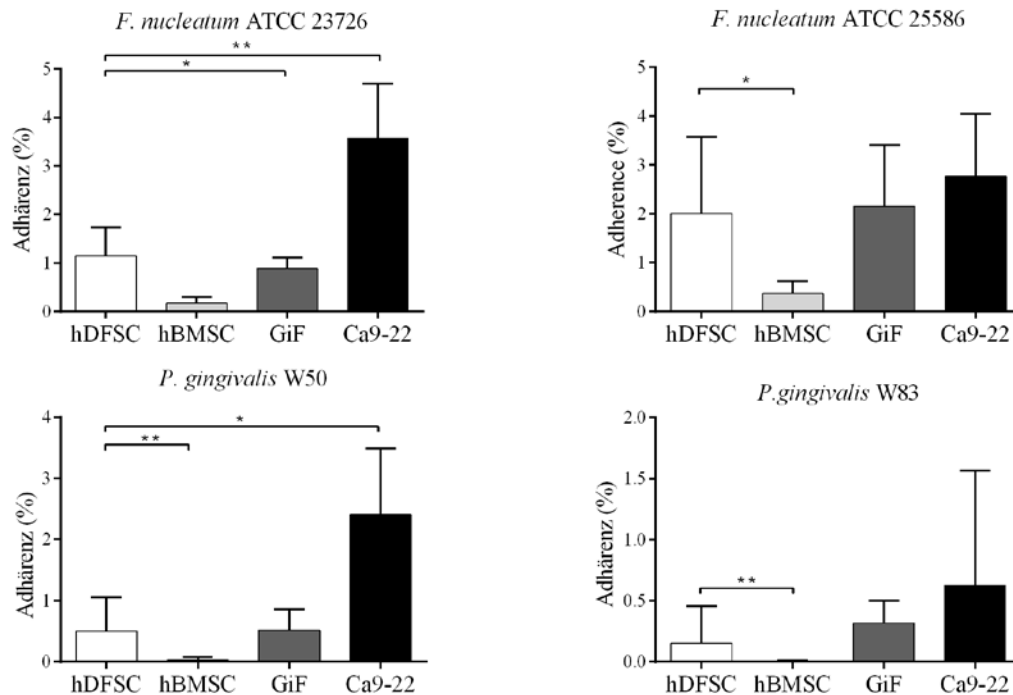 F. nucleatum ATCC 23726
**
*
Adhärenz (%)
5
4
3
2
1
0
hDFSC hBMSC GiF Ca9-22
F. nucleatum ATCC 25586
*
Adherence (%)
5
4
3
2
1
0
hDFSC hBMSC GiF Ca9-22
P. gingivalis W50
*
**
Adhärenz (%)
4
3
2
1
0
hDFSC hBMSC GiF Ca9-22
P.gingivalis W83
**
Adhärenz (%)
2.0
1.5
1.0
0.5
0.0
hDFSC hBMSC GiF Ca9-22